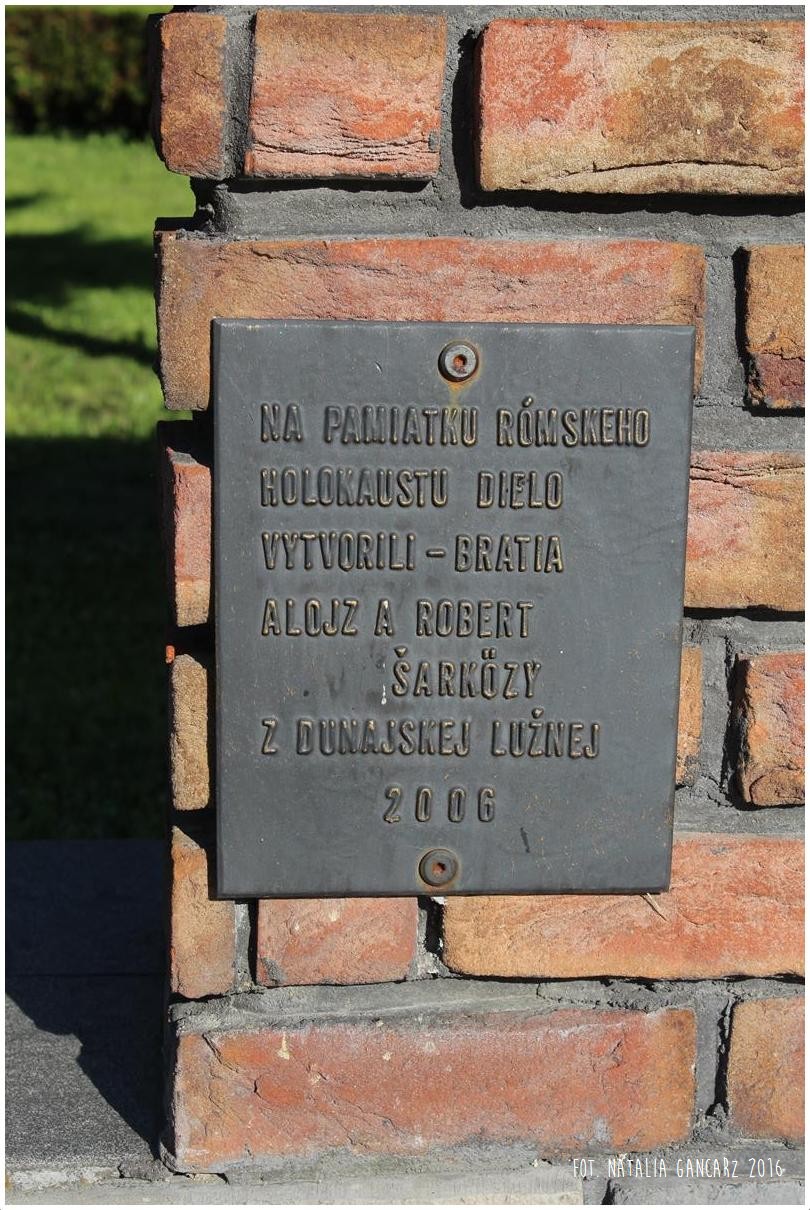 NA PAMIATKU RÓMSKEHO
HOLOKAUSTU DIELO
VYTVORILI – BRATIA
ALOJZ A ROBERT
ŠARKÖZY
Z DUNAJSKEJ LUŽNEJ
2006
FOT. NATALIA GANCARZ 2016